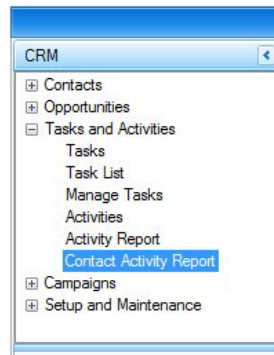 CRM
Contacts
Opportunities
Tasks and Activities
Tasks
Task List
Manage Tasks
Activities
Activity Report
Contact Activity Report
Campaigns
Setup and Maintenance